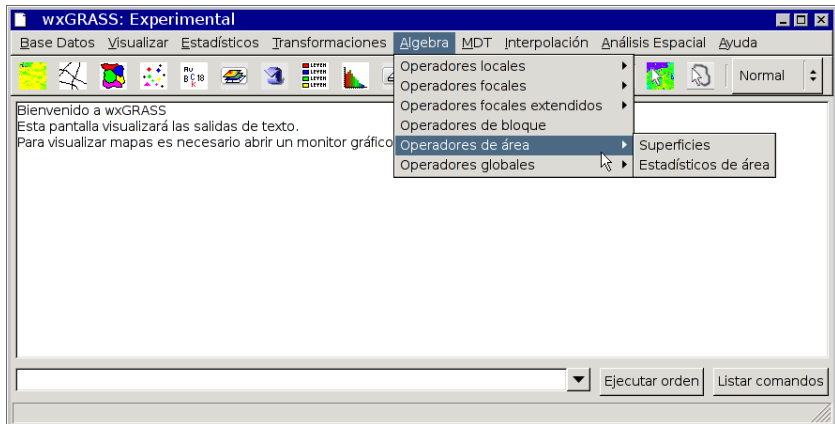 wxGRASS: Experimental
Base Datos Visualizar Estadísticos Transformaciones Algebra MDT Interpolación Análisis Espacial Ayuda
Normal
Operadores locales
Operadores focales
Operadores focales extendidos
Operadores de bloque
Operadores de área
Operadores globales
Superficies
Estadísticos de área
Bienvenido a wxGRASS
Esta pantalla visualizará las salidas de texto.
Para visualizar mapas es necesario abrir un monitor gráfico
Ejecutar orden
Listar comandos